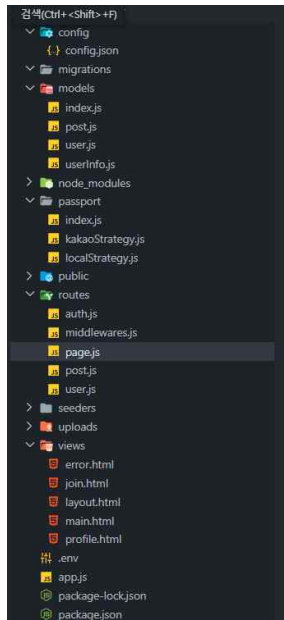 검색(Ctrl+<Shift>+F)
config
config.json
migrations
models
index.js
post.js
user.js
userInfo.js
node_modules
passport
index.js
kakaoStrategy.js
localStrategy.js
public
routes
auth.js
middlewares.js
page.js
post.js
user.js
seeders
uploads
views
error.html
join.html
layout.html
main.html
profile.html
.env
app.js
package-lock.json
package.json